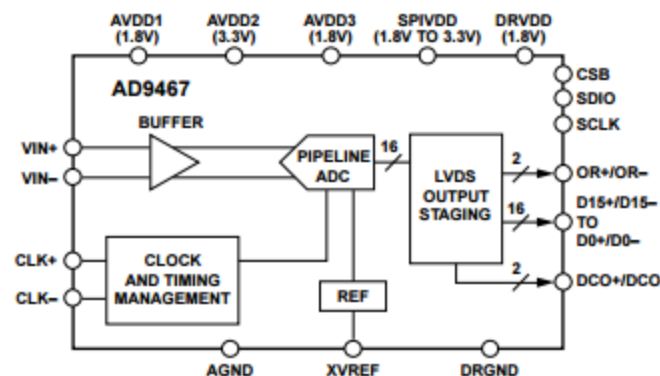 AVDD1 AVDD2 AVDD3 SPIVDD DRVDD
(1.8V) (3.3V) (1.8V) (1.8V TO 3.3V) (1.8V)
CSB
AD9467
SDIO
BUFFER
SCLK
VIN+
VIN–
PIPELINE
ADC
16
LVDS
OUTPUT
STAGING
2
OR+/OR–
16
D15+/D15–
TO
D0+/D0–
CLK+
CLK–
CLOCK
AND TIMING
MANAGEMENT
REF
2
DCO+/DCO
AGND XVREF DRGND